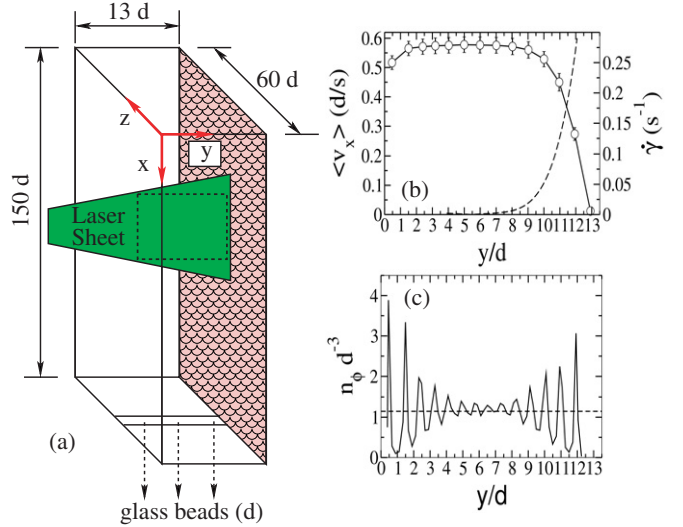 13 d
60 d
150 d
z
y
x
Laser
Sheet
(a)
glass beads (d)
0.6
0.5
0.4
0.3
0.2
0.1
0
<v_x> (d/s)
0.25
0.2
0.15
0.1
0.05
0
γ̇ (s⁻¹)
(b)
0 1 2 3 4 5 6 7 8 9 10 11 12 13
y/d
(c)
4
3
2
1
0
n_ϕ d⁻³
0 1 2 3 4 5 6 7 8 9 10 11 12 13
y/d